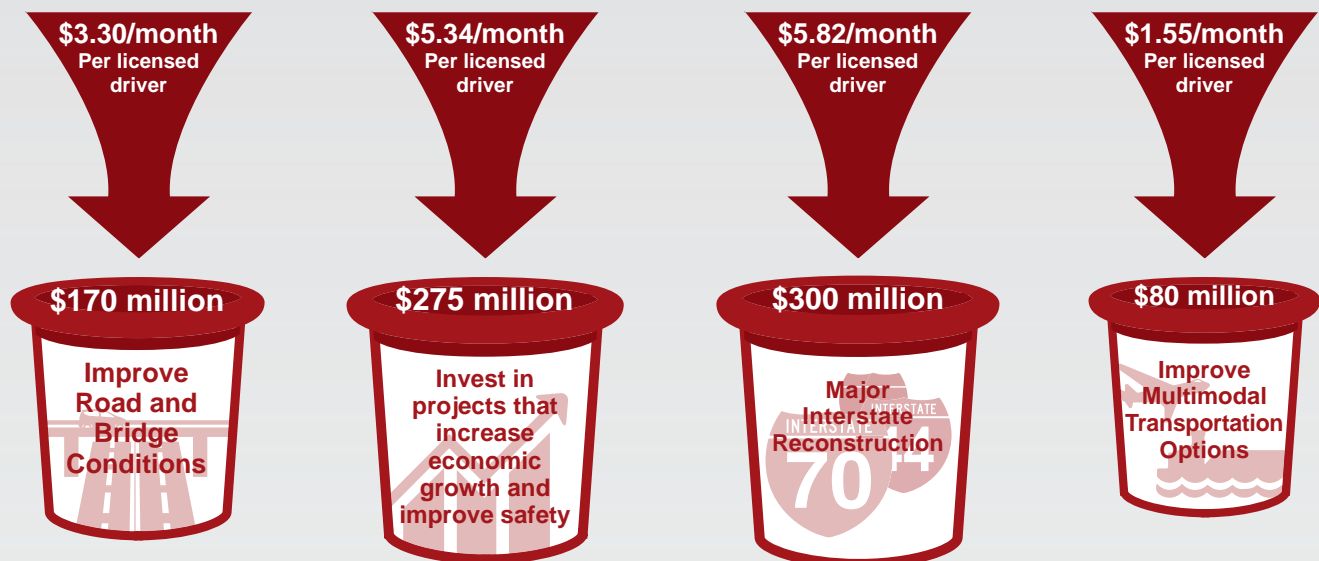 $3.30/month
Per licensed
driver
$5.34/month
Per licensed
driver
$5.82/month
Per licensed
driver
$1.55/month
Per licensed
driver
$170 million
Improve
Road and
Bridge
Conditions
$275 million
Invest in
projects that
increase
economic
growth and
improve safety
$300 million
Major
Interstate
Reconstruction
INTERSTATE
70
INTERSTATE
44
$80 million
Improve
Multimodal
Transportation
Options